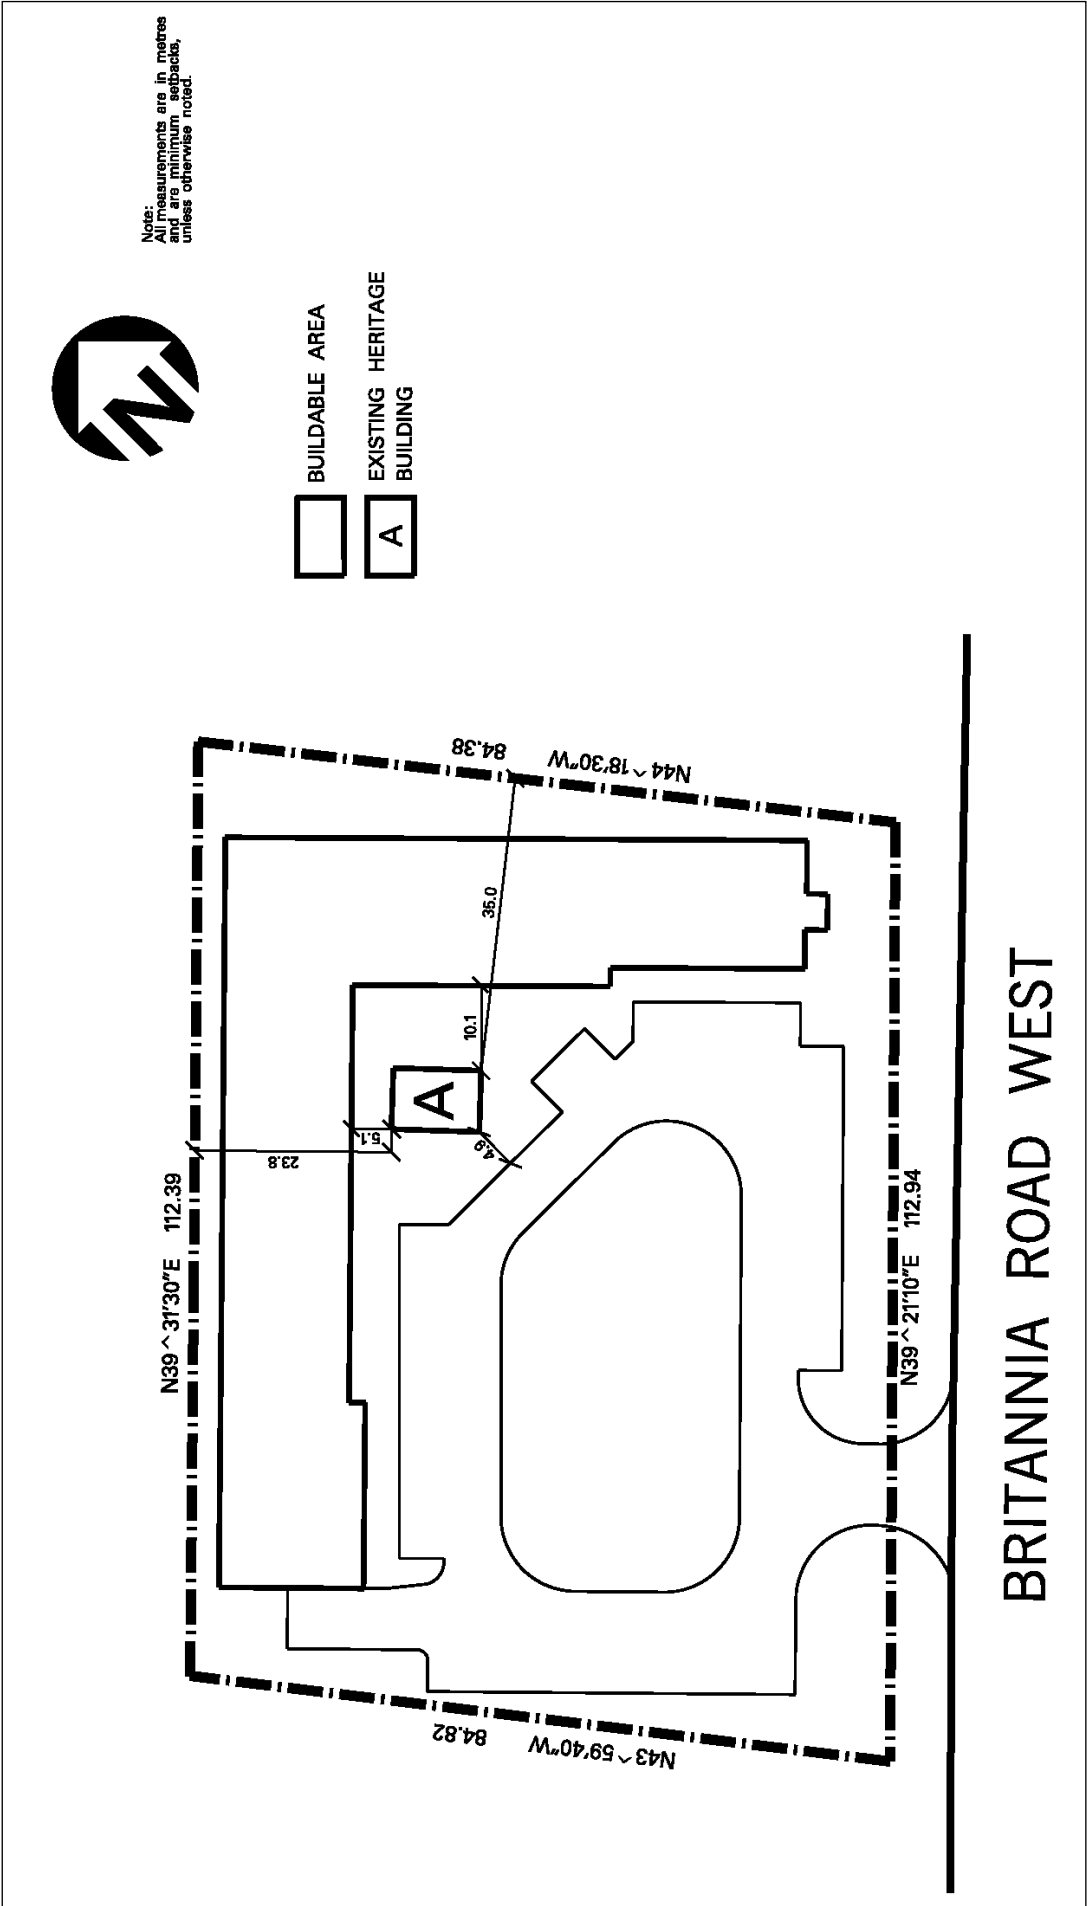 Note:
All measurements are in metres
and are minimum setbacks,
unless otherwise noted.
N
BUILDABLE AREA
A
EXISTING HERITAGE
BUILDING
N39^31'30"E 112.39
84.38
N44^18'30"W
23.8
5.1
A
10.1
35.0
4.9
84.82
N43^59'40"W
N39^21'10"E 112.94
BRITANNIA ROAD WEST